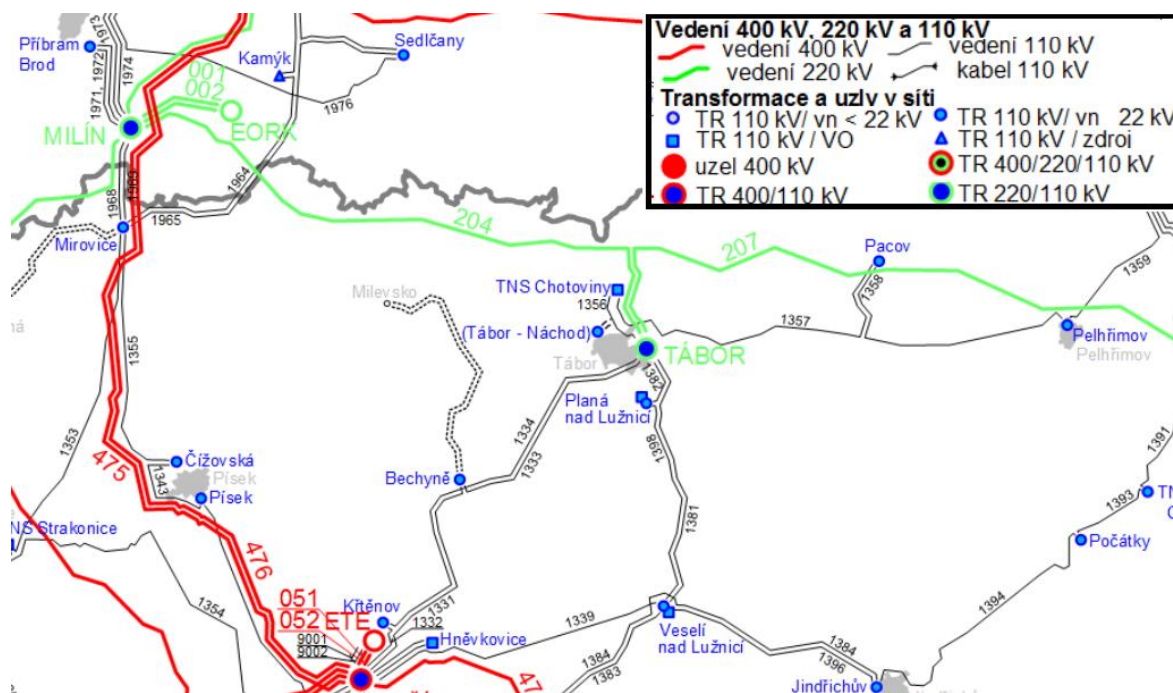 Vedení 400 kV, 220 kV a 110 kV
vedení 400 kV
vedení 110 kV
vedení 220 kV
kabel 110 kV
Transformace a uzly v síti
TR 110 kV/ vn < 22 kV
TR 110 kV/ vn 22 kV
TR 110 kV / VO
TR 110 kV / zdroj
uzel 400 kV
TR 400/220/110 kV
TR 400/110 kV
TR 220/110 kV
1973
Příbram
Brod
1971, 1972
1974
Kamýk
Sedlčany
001
002
1976
MILÍN
EORK
1968
1964
1965
Mirovice
204
207
Pacov
1359
TNS Chotoviny
1356
1358
Milevsko
(Tábor - Náchod)
1357
Pelhřimov
Pelhřimov
Tábor
TÁBOR
1355
1382
Planá
nad Lužnicí
1334
1333
1398
1353
475
Čížovská
1343
Písek
Písek
Bechyně
1391
1393
NS Strakonice
1381
Počátky
476
1354
051
052
ETE
Křtěnov
1331
1332
9001
9002
Hněvkovice
1339
Veselí
nad Lužnicí
1394
1384
1396
1384
1383
Jindřichův